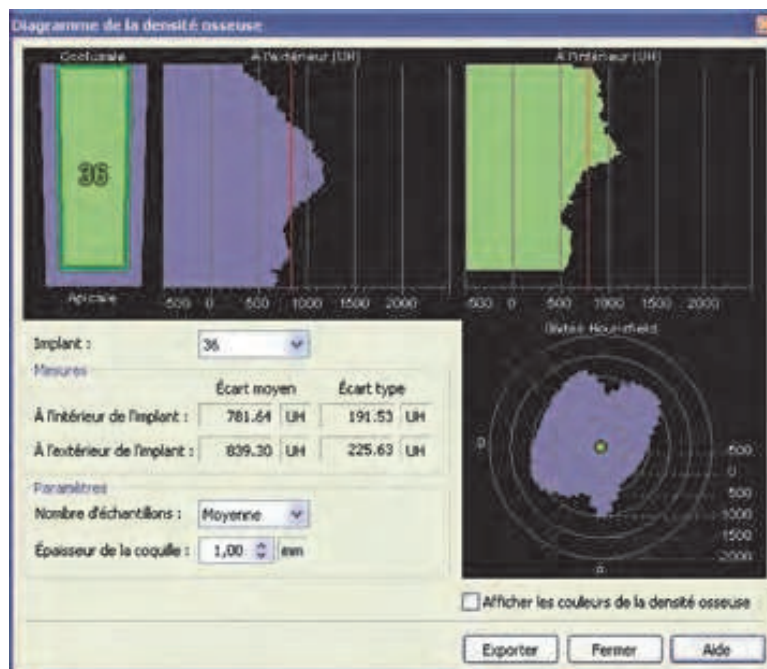 Diagramme de la densité osseuse
Occlusale
À l'extérieur (UH)
À l'intérieur (UH)
36
Apicale
-500 0 500 1000 1500 2000
-500 0 500 1000 1500 2000
Implant :
36
Mesures
Écart moyen
Écart type
À l'intérieur de l'implant :
781.64 UH
191.53 UH
À l'extérieur de l'implant :
839.30 UH
225.63 UH
Paramètres
Nombre d'échantillons :
Moyenne
Épaisseur de la coquille :
1,00
mm
Unités Hounsfield
-500
0
500
1000
1500
2000
Afficher les couleurs de la densité osseuse
Exporter
Fermer
Aide